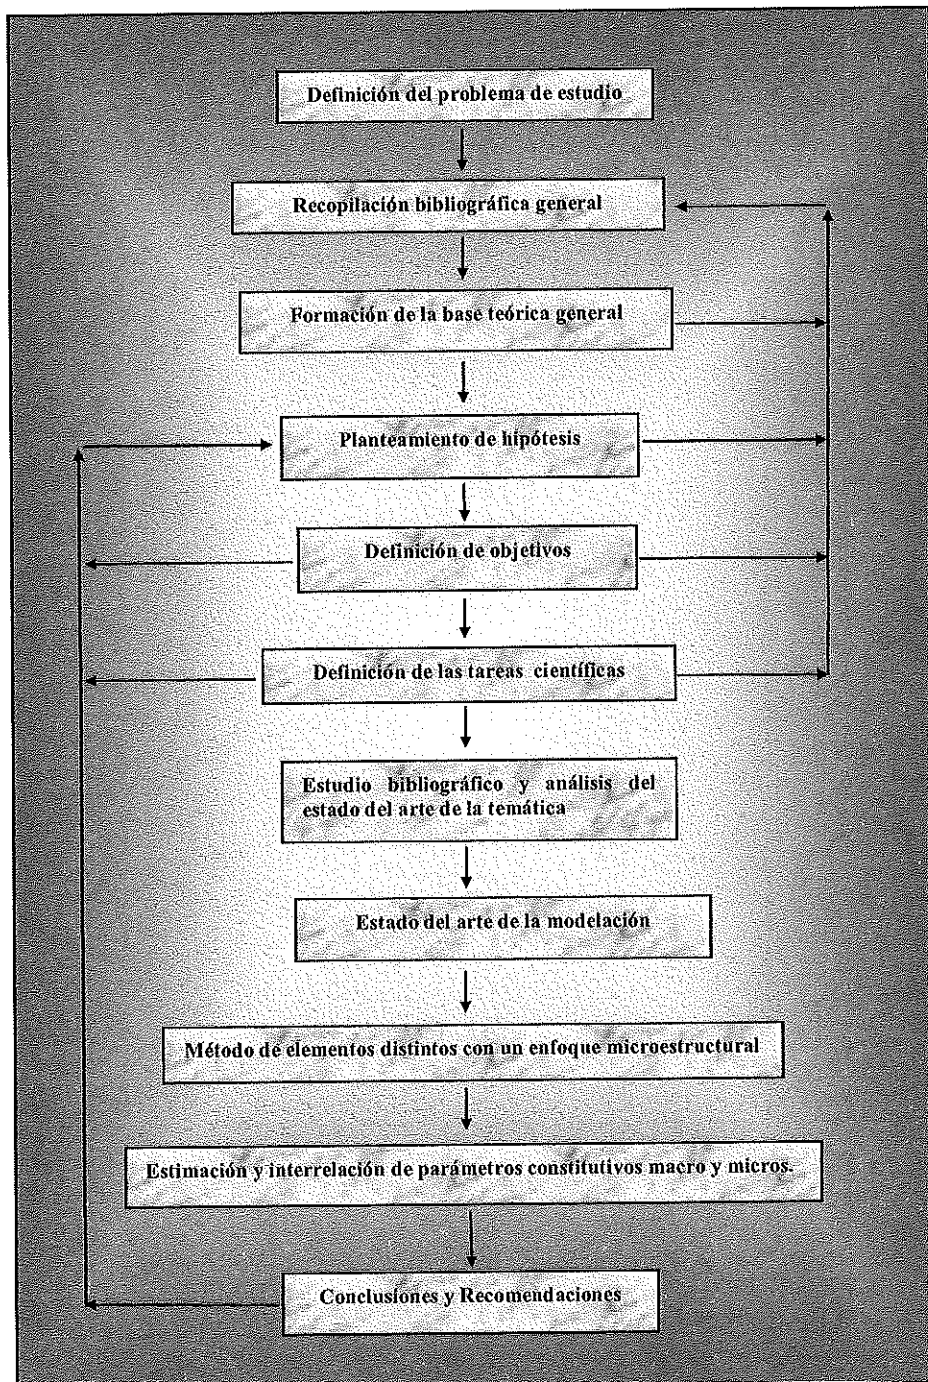 Definición del problema de estudio
Recopilación bibliográfica general
Formación de la base teórica general
Planteamiento de hipótesis
Definición de objetivos
Definición de las tareas científicas
Estudio bibliográfico y análisis del
estado del arte de la temática
Estado del arte de la modelación
Método de elementos distintos con un enfoque microestructural
Estimación y interrelación de parámetros constitutivos macro y micros.
Conclusiones y Recomendaciones